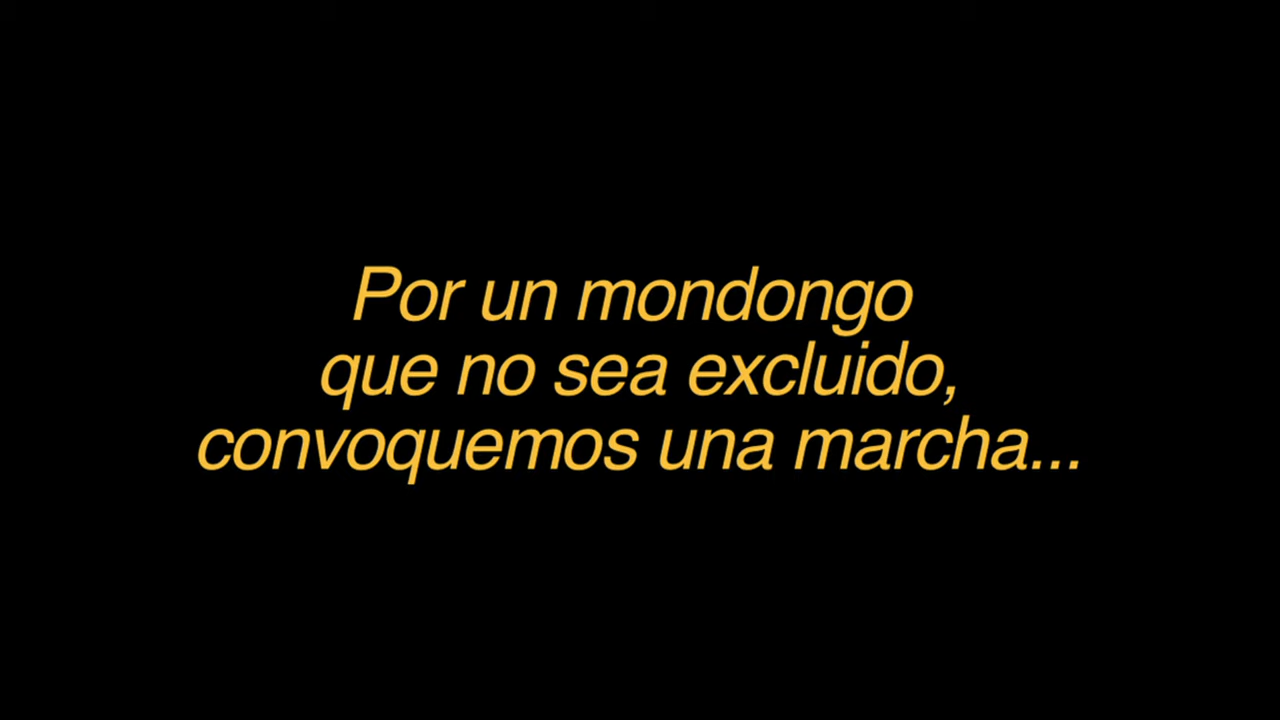 Por un mondongo
que no sea excluido,
convoquemos una marcha...